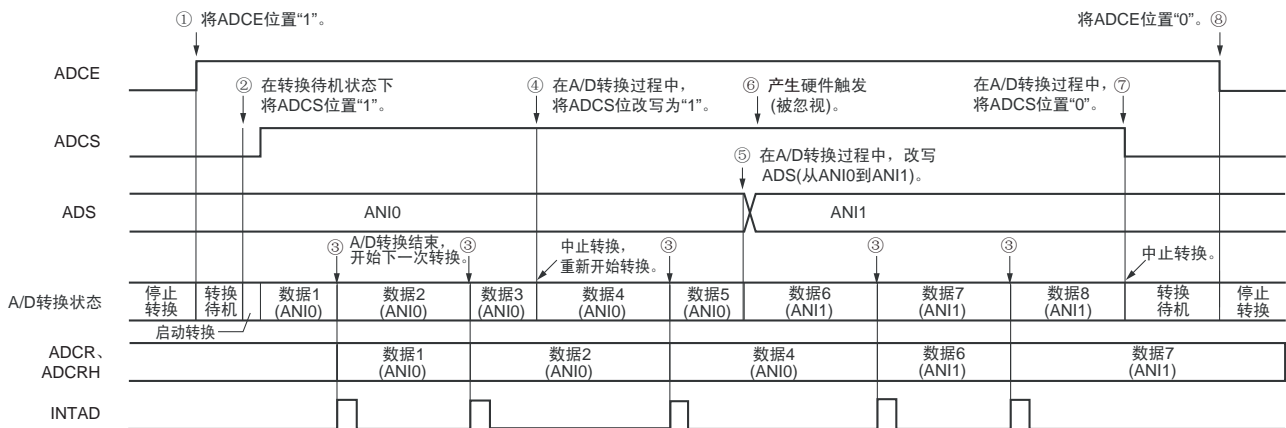 ① 将ADCE位置“1”。
将ADCE位置“0”。⑧
ADCE
② 在转换待机状态下
将ADCS位置“1”。
④ 在A/D转换过程中，
将ADCS位改写为“1”。
⑥ 产生硬件触发
(被忽视)。
在A/D转换过程中，⑦
将ADCS位置“0”。
ADCS
⑤ 在A/D转换过程中，改写
ADS(从ANI0到ANI1)。
ADS
ANI0
ANI1
③ A/D转换结束，
开始下一次转换。
③
中止转换，
重新开始转换。
③
③
③
中止转换。
A/D转换状态
停止
转换
转换
待机
启动转换
数据1
(ANI0)
数据2
(ANI0)
数据3
(ANI0)
数据4
(ANI0)
数据5
(ANI0)
数据6
(ANI1)
数据7
(ANI1)
数据8
(ANI1)
转换
待机
停止
转换
ADCR、
ADCRH
数据1
(ANI0)
数据2
(ANI0)
数据4
(ANI0)
数据6
(ANI1)
数据7
(ANI1)
INTAD